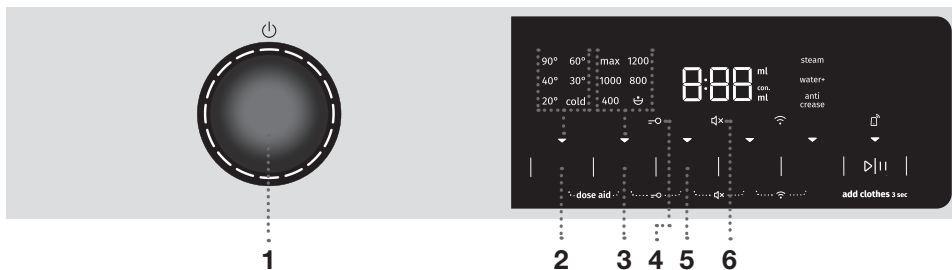 90° 60° max 1200
40° 30° 1000 800
20° cold 400
8:88 ml
con.
ml
steam
water+
anti
crease
dose aid
add clothes 3 sec
1 2 3 4 5 6